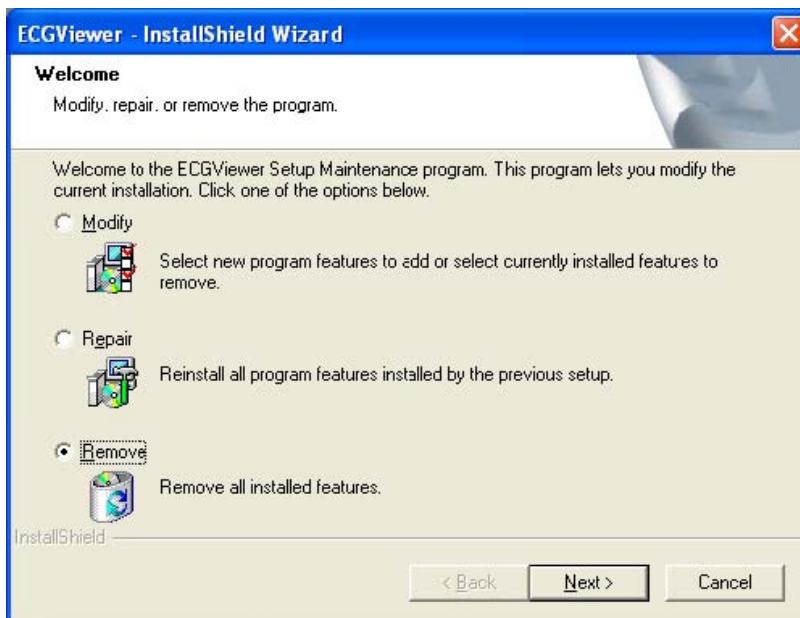 ECGViewer - InstallShield Wizard
Welcome
Modify, repair, or remove the program.
Welcome to the ECGViewer Setup Maintenance program. This program lets you modify the
current installation. Click one of the options below.
Modify
Select new program features to add or select currently installed features to
remove.
Repair
Reinstall all program features installed by the previous setup.
Remove
Remove all installed features.
InstallShield
< Back
Next >
Cancel